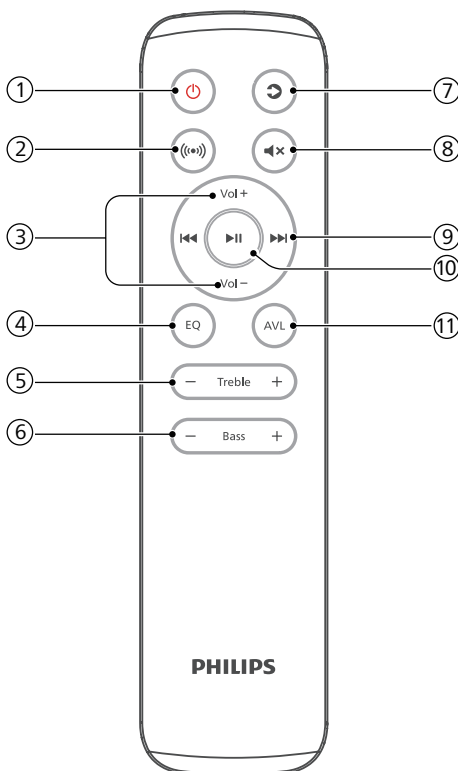 ① ⑦
② ⑧
Vol +
③ ⑨
⑩
Vol −
④ EQ AVL ⑪
⑤ − Treble +
⑥ − Bass +
PHILIPS